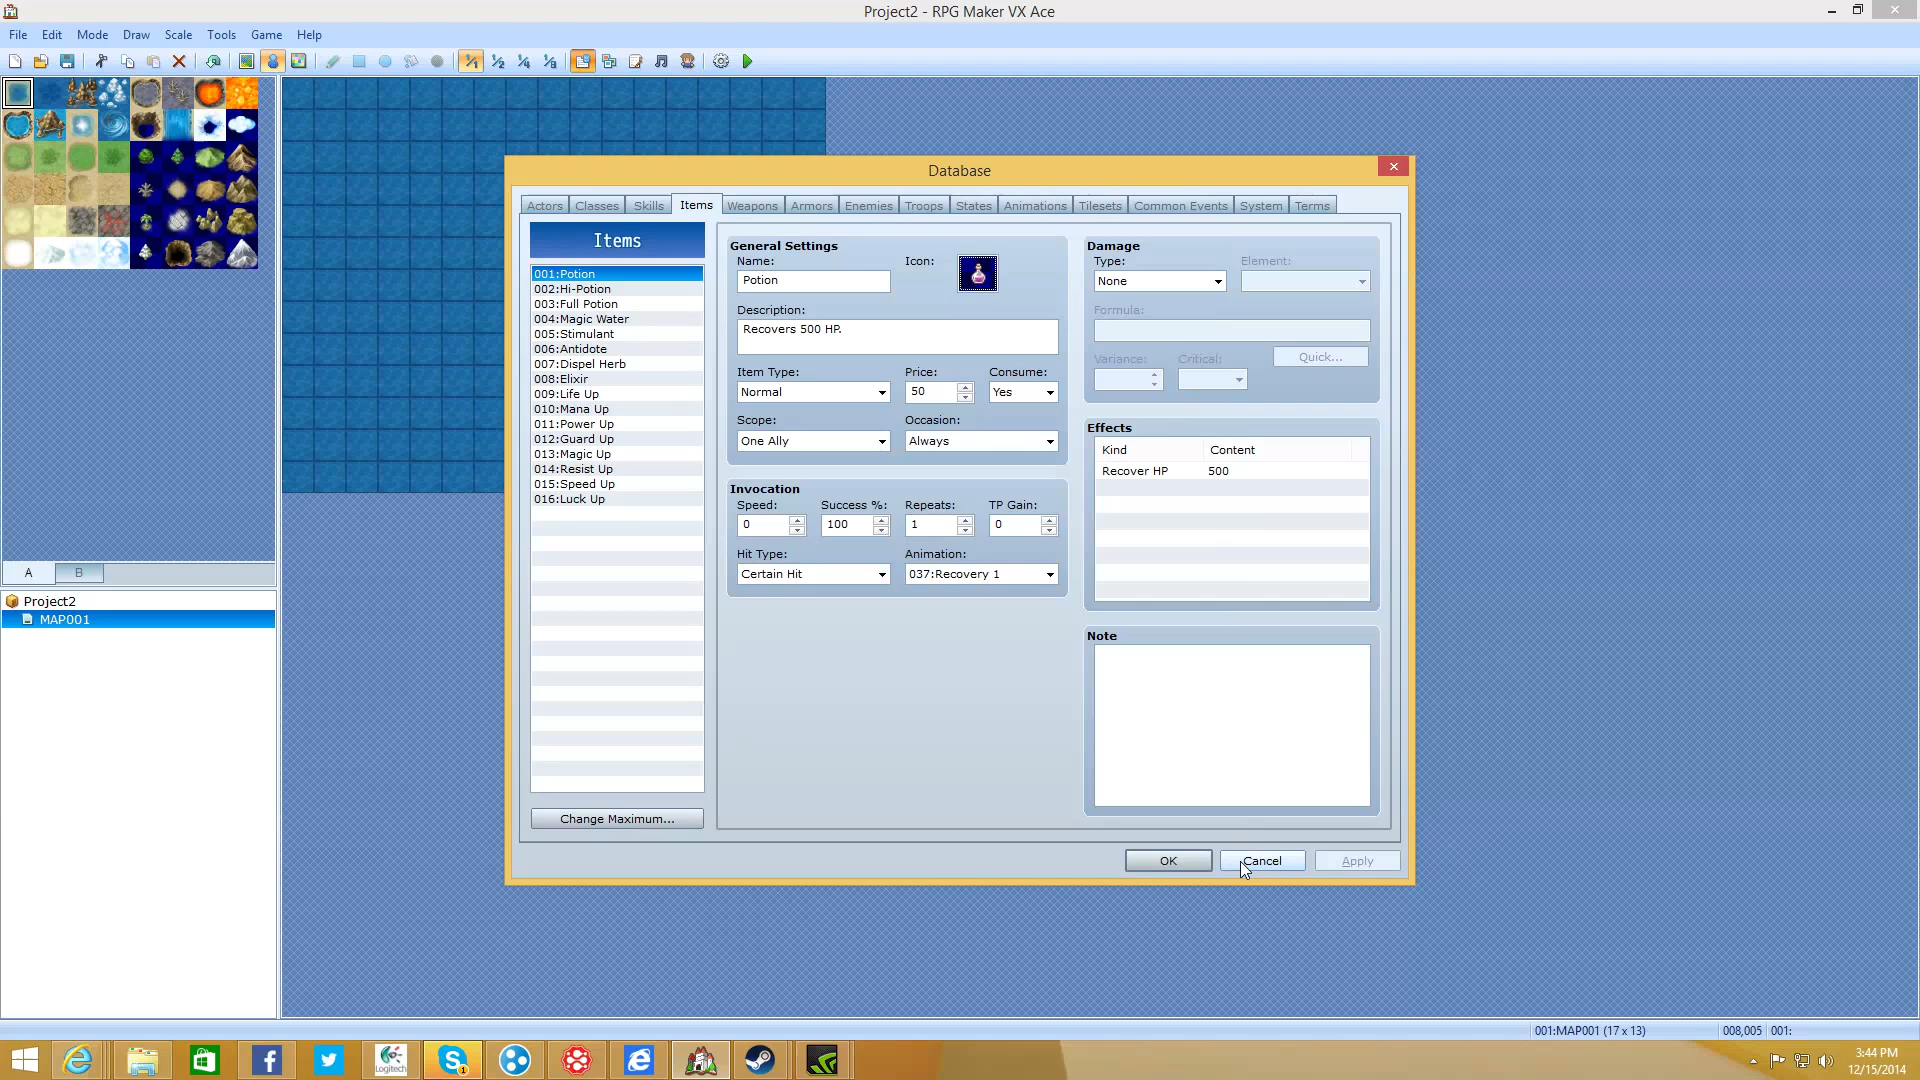 Project2 - RPG Maker VX Ace
File Edit Mode Draw Scale Tools Game Help
Database
Actors Classes Skills Items Weapons Armors Enemies Troops States Animations Tilesets Common Events System Terms
Items
001:Potion
002:Hi-Potion
003:Full Potion
004:Magic Water
005:Stimulant
006:Antidote
007:Dispel Herb
008:Elixir
009:Life Up
010:Mana Up
011:Power Up
012:Guard Up
013:Magic Up
014:Resist Up
015:Speed Up
016:Luck Up
Change Maximum...
General Settings
Name: Icon:
Potion
Description:
Recovers 500 HP.
Item Type: Price: Consume:
Normal 50 Yes
Scope: Occasion:
One Ally Always
Invocation
Speed: Success %: Repeats: TP Gain:
0 100 1 0
Hit Type: Animation:
Certain Hit 037:Recovery 1
Damage
Type: Element:
None
Formula:
Variance: Critical: Quick...
Effects
Kind Content
Recover HP 500
Note
OK Cancel Apply
A B
Project2
MAP001
001:MAP001 (17 x 13) 008,005 001:
Logitech
3:44 PM
12/15/2014